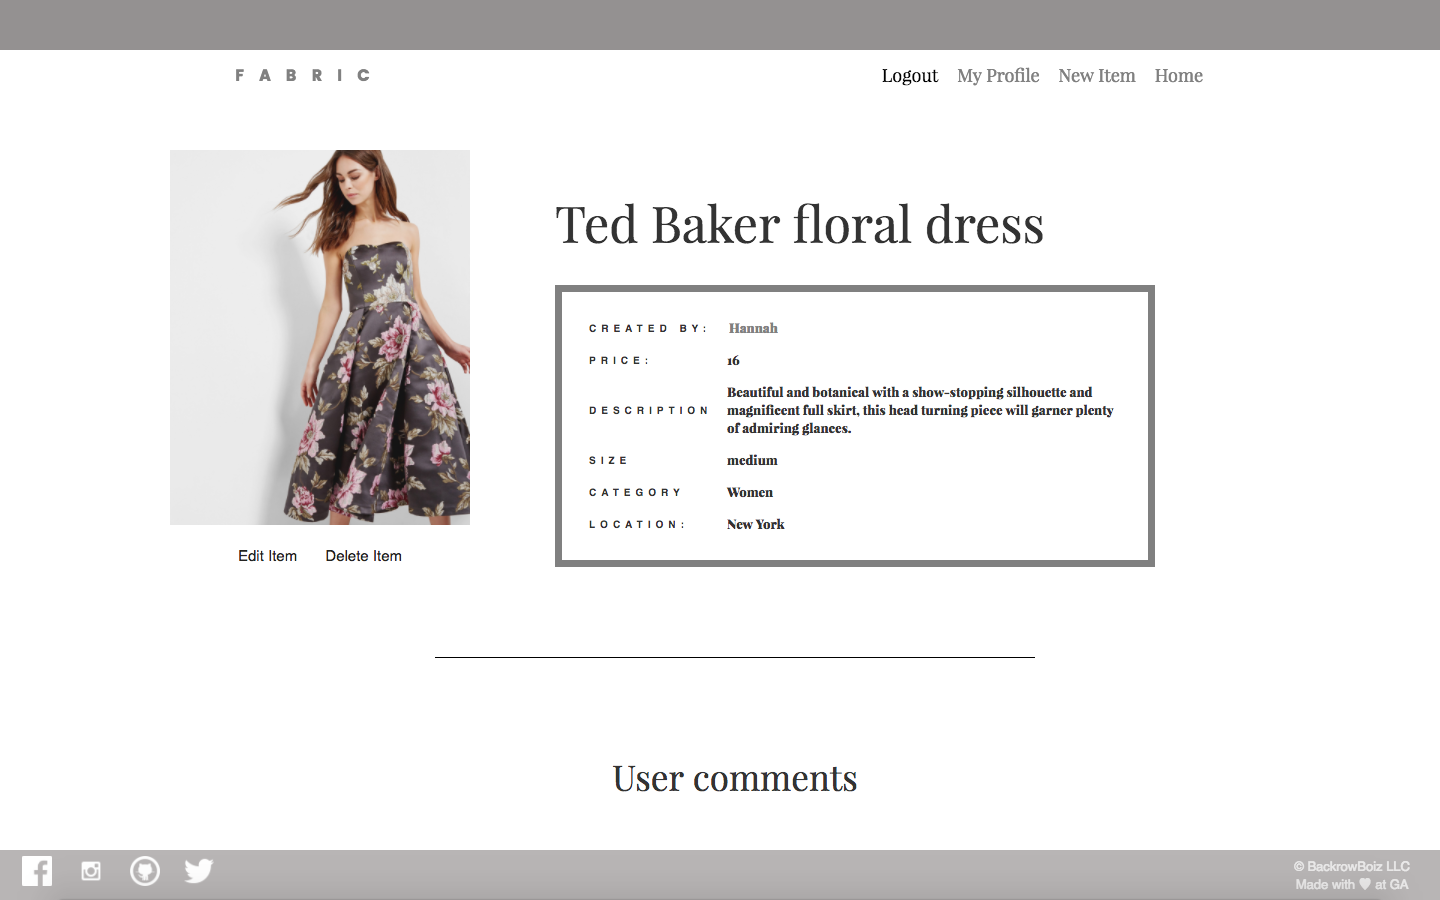 FABRIC
Logout My Profile New Item Home
Ted Baker floral dress
CREATED BY: Hannah
PRICE: 16
DESCRIPTION Beautiful and botanical with a show-stopping silhouette and
magnificent full skirt, this head turning piece will garner plenty
of admiring glances.
SIZE medium
CATEGORY Women
LOCATION: New York
Edit Item Delete Item
User comments
© BackrowBoiz LLC
Made with ♥ at GA